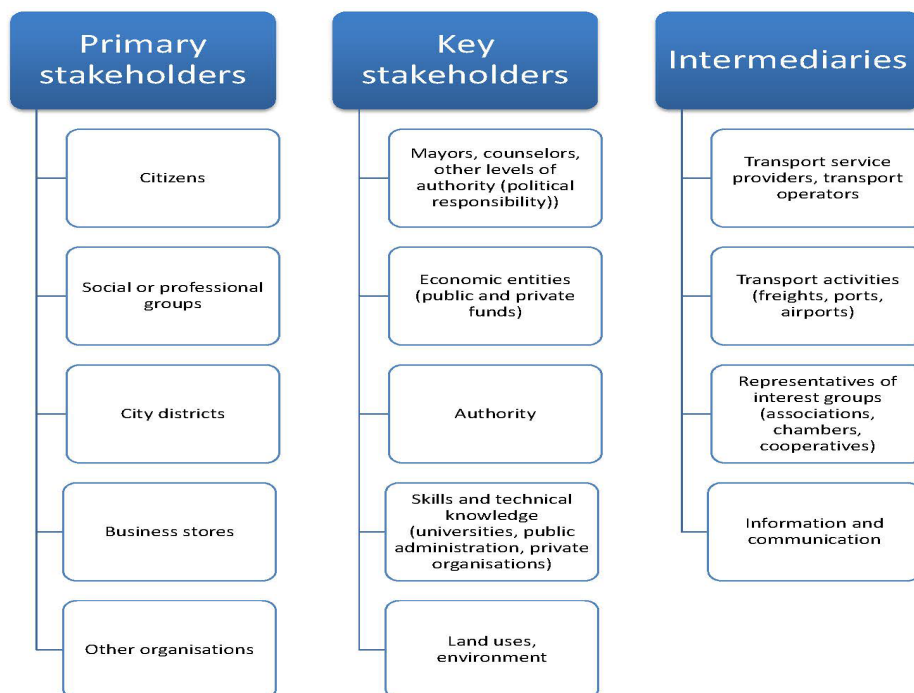 Primary
stakeholders
Citizens
Social or professional
groups
City districts
Business stores
Other organisations
Key
stakeholders
Mayors, counselors,
other levels of
authority (political
responsibility))
Economic entities
(public and private
funds)
Authority
Skills and technical
knowledge
(universities, public
administration, private
organisations)
Land uses,
environment
Intermediaries
Transport service
providers, transport
operators
Transport activities
(freights, ports,
airports)
Representatives of
interest groups
(associations,
chambers,
cooperatives)
Information and
communication